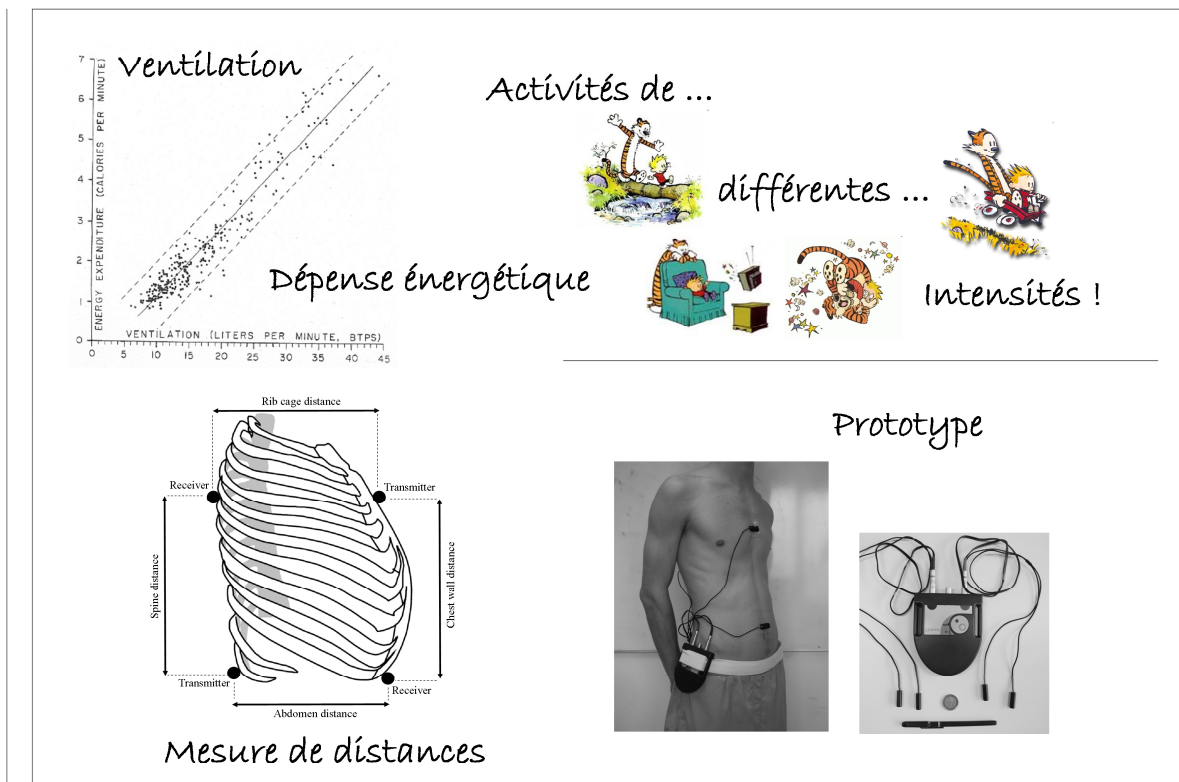 Ventilation
ENERGY EXPENDITURE (CALORIES PER MINUTE)
7
6
5
4
3
2
1
0
VENTILATION (LITERS PER MINUTE, BTPS)
0 5 10 15 20 25 30 35 40 45
Dépense énergétique
Activités de ...
différentes ...
Intensités !
Rib cage distance
Receiver
Transmitter
Spine distance
Chest wall distance
Transmitter
Receiver
Abdomen distance
Mesure de distances
Prototype